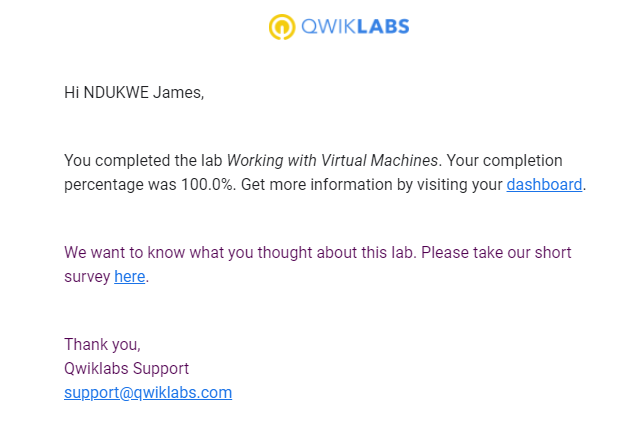 QWIKLABS
Hi NDUKWE James,
You completed the lab Working with Virtual Machines. Your completion
percentage was 100.0%. Get more information by visiting your dashboard.
We want to know what you thought about this lab. Please take our short
survey here.
Thank you,
Qwiklabs Support
support@qwiklabs.com